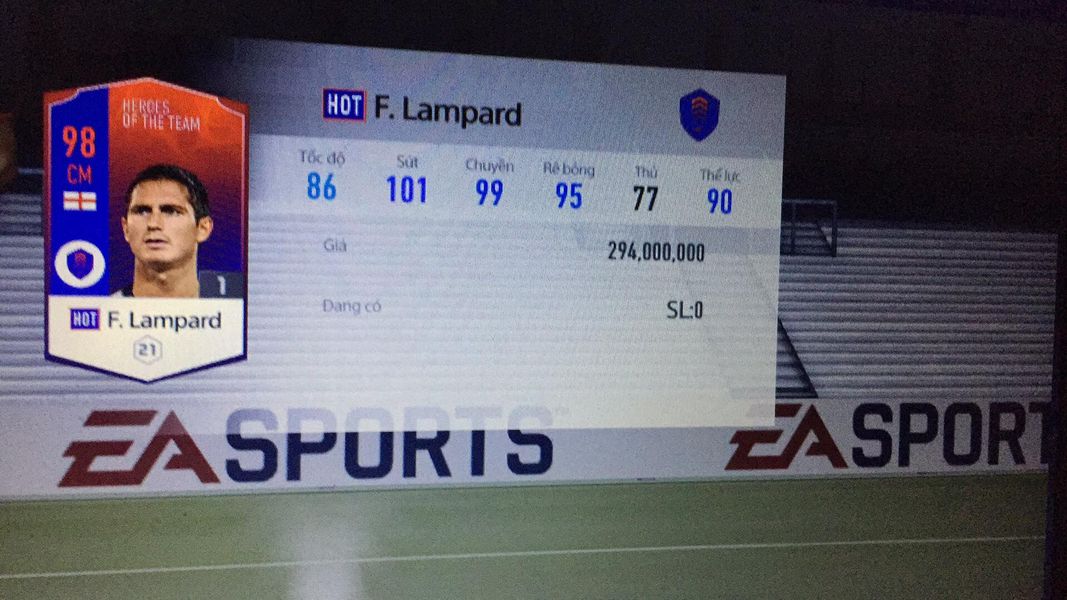 HEROES
OF THE TEAM
98
CM
1
HOT F. Lampard
21
HOT F. Lampard
Tốc độ Sút Chuyền Rê bóng Thủ Thể lực
86 101 99 95 77 90
Giá 294,000,000
Đang có SL:0
EA SPORTS EA SPORT